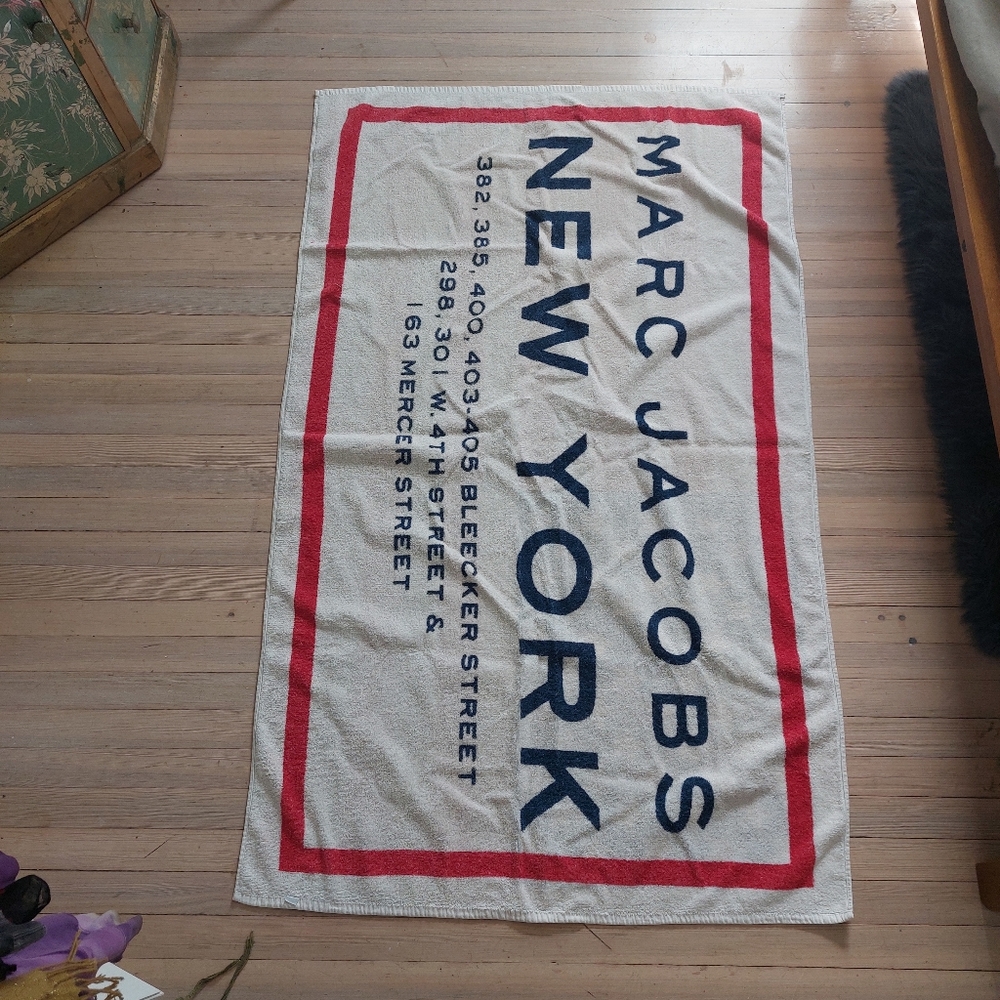 MARC JACOBS
NEW YORK
382, 385, 400, 403-405 BLEECKER STREET
298, 301 W. 4TH STREET &
163 MERCER STREET